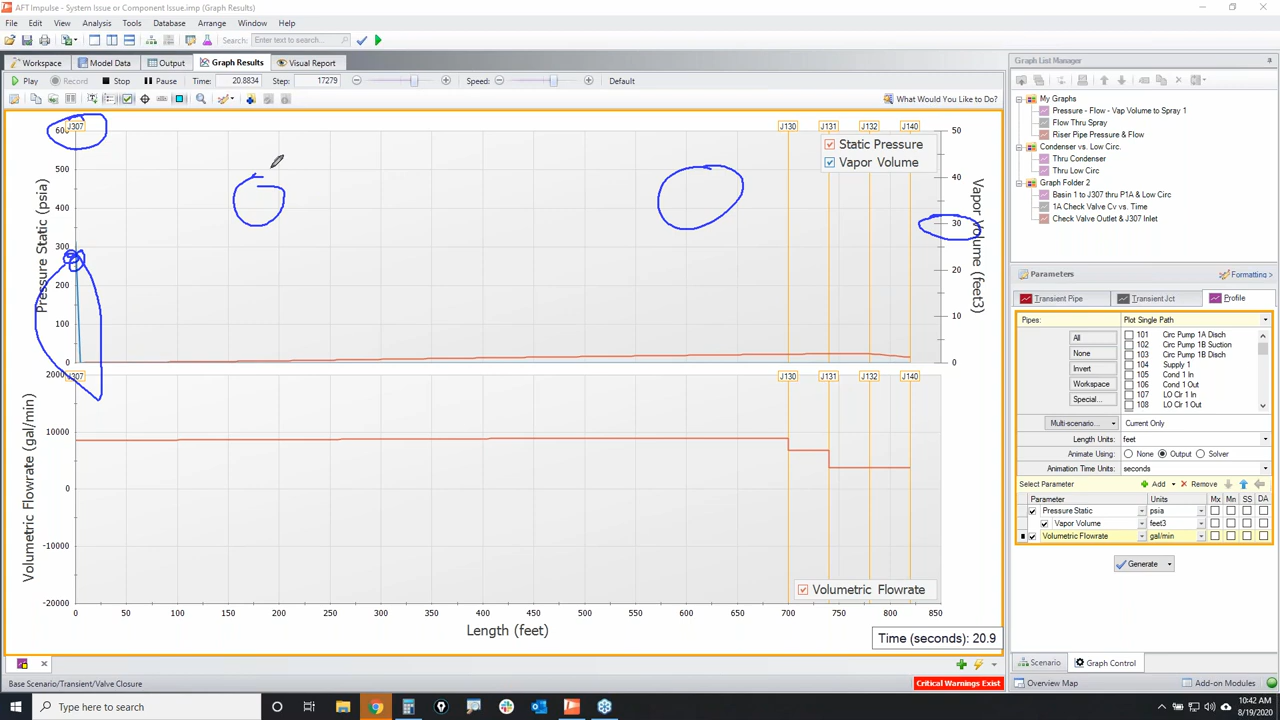 AFT Impulse - System Issue or Component Issue.imp (Graph Results)
File Edit View Analysis Tools Database Arrange Window Help
Search: Enter text to search...
Workspace Model Data Output Graph Results Visual Report
Play Record Stop Pause Time: 20.8834 Step: 17279 Speed: Default
What Would You Like to Do?
J307 J130 J131 J132 J140
Static Pressure
Vapor Volume
500
400
300
200
100
0
Pressure Static (psia)
50
40
30
20
10
0
Vapor Volume (feet3)
J307 J130 J131 J132 J140
10000
0
-10000
-20000
Volumetric Flowrate (gal/min)
Volumetric Flowrate
0 50 100 150 200 250 300 350 400 450 500 550 600 650 700 750 800 850
Length (feet)
Time (seconds): 20.9
Graph List Manager
My Graphs
Pressure - Flow - Vap Volume to Spray 1
Flow Thru Spray
Riser Pipe Pressure & Flow
Condenser vs. Low Circ.
Thru Condenser
Thru Low Circ
Graph Folder 2
Basin 1 to J307 thru P1A & Low Circ
1A Check Valve Cv vs. Time
Check Valve Outlet & J307 Inlet
Parameters Formatting >
Transient Pipe Transient Jct Profile
Pipes: Plot Single Path
All
None
Invert
Workspace
Special...
101 Circ Pump 1A Disch
102 Circ Pump 1B Suction
103 Circ Pump 1B Disch
104 Supply 1
105 Cond 1 In
106 Cond 1 Out
107 LO Clr 1 In
108 LO Clr 1 Out
Multi-scenario... Current Only
Length Units: feet
Animate Using: None Output Solver
Animation Time Units: seconds
Select Parameter Add Remove
Parameter Units Mx Mn SS DA
Pressure Static psia
Vapor Volume feet3
Volumetric Flowrate gal/min
Generate
Scenario Graph Control
Base Scenario/Transient/Valve Closure
Critical Warnings Exist
Overview Map Add-on Modules
Type here to search
10:42 AM
8/19/2020